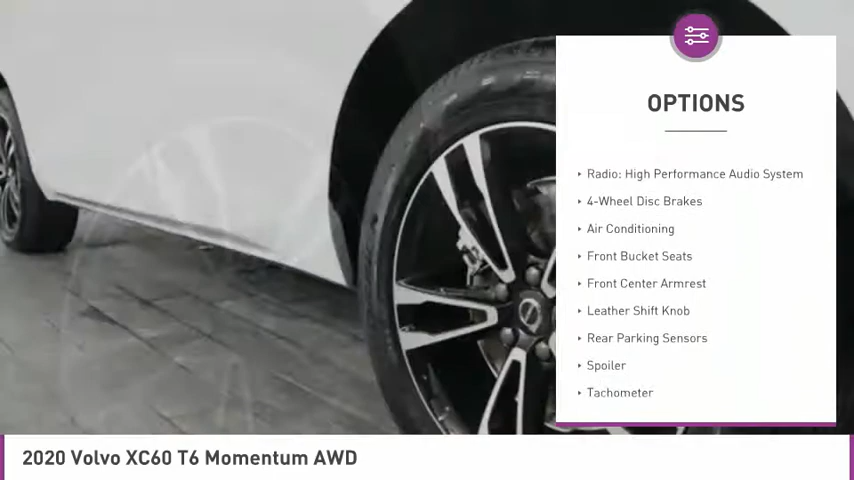 OPTIONS
Radio: High Performance Audio System
4-Wheel Disc Brakes
Air Conditioning
Front Bucket Seats
Front Center Armrest
Leather Shift Knob
Rear Parking Sensors
Spoiler
Tachometer
2020 Volvo XC60 T6 Momentum AWD